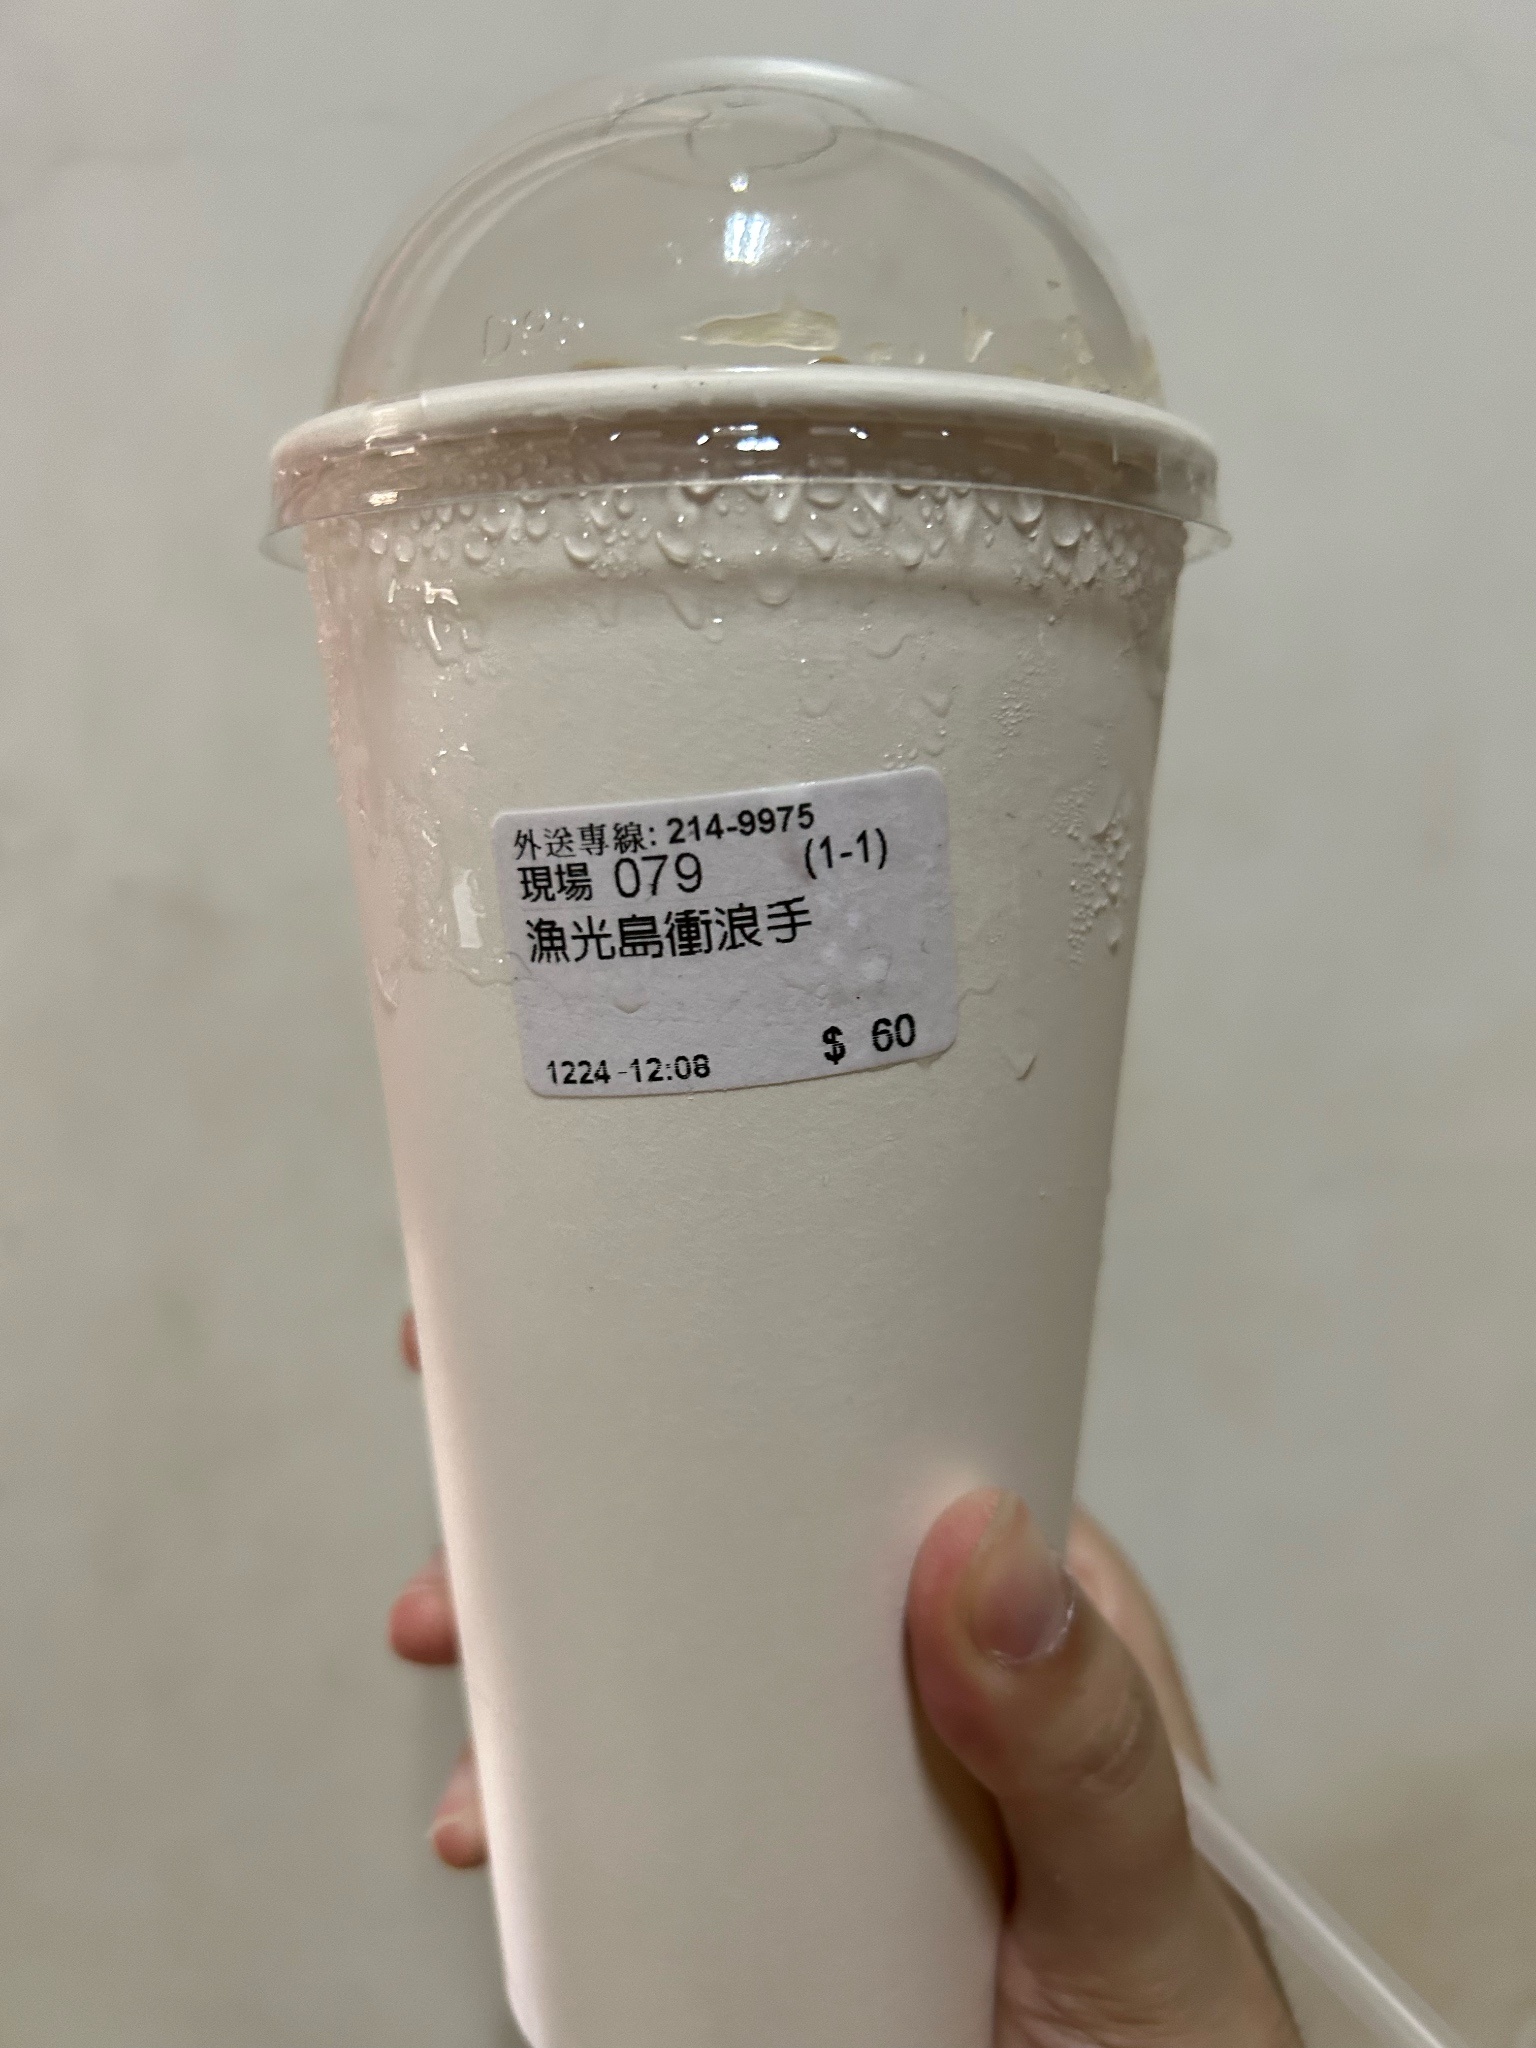 外送專線: 214-9975
現場 079 (1-1)
漁光島衝浪手
$ 60
1224 -12:08